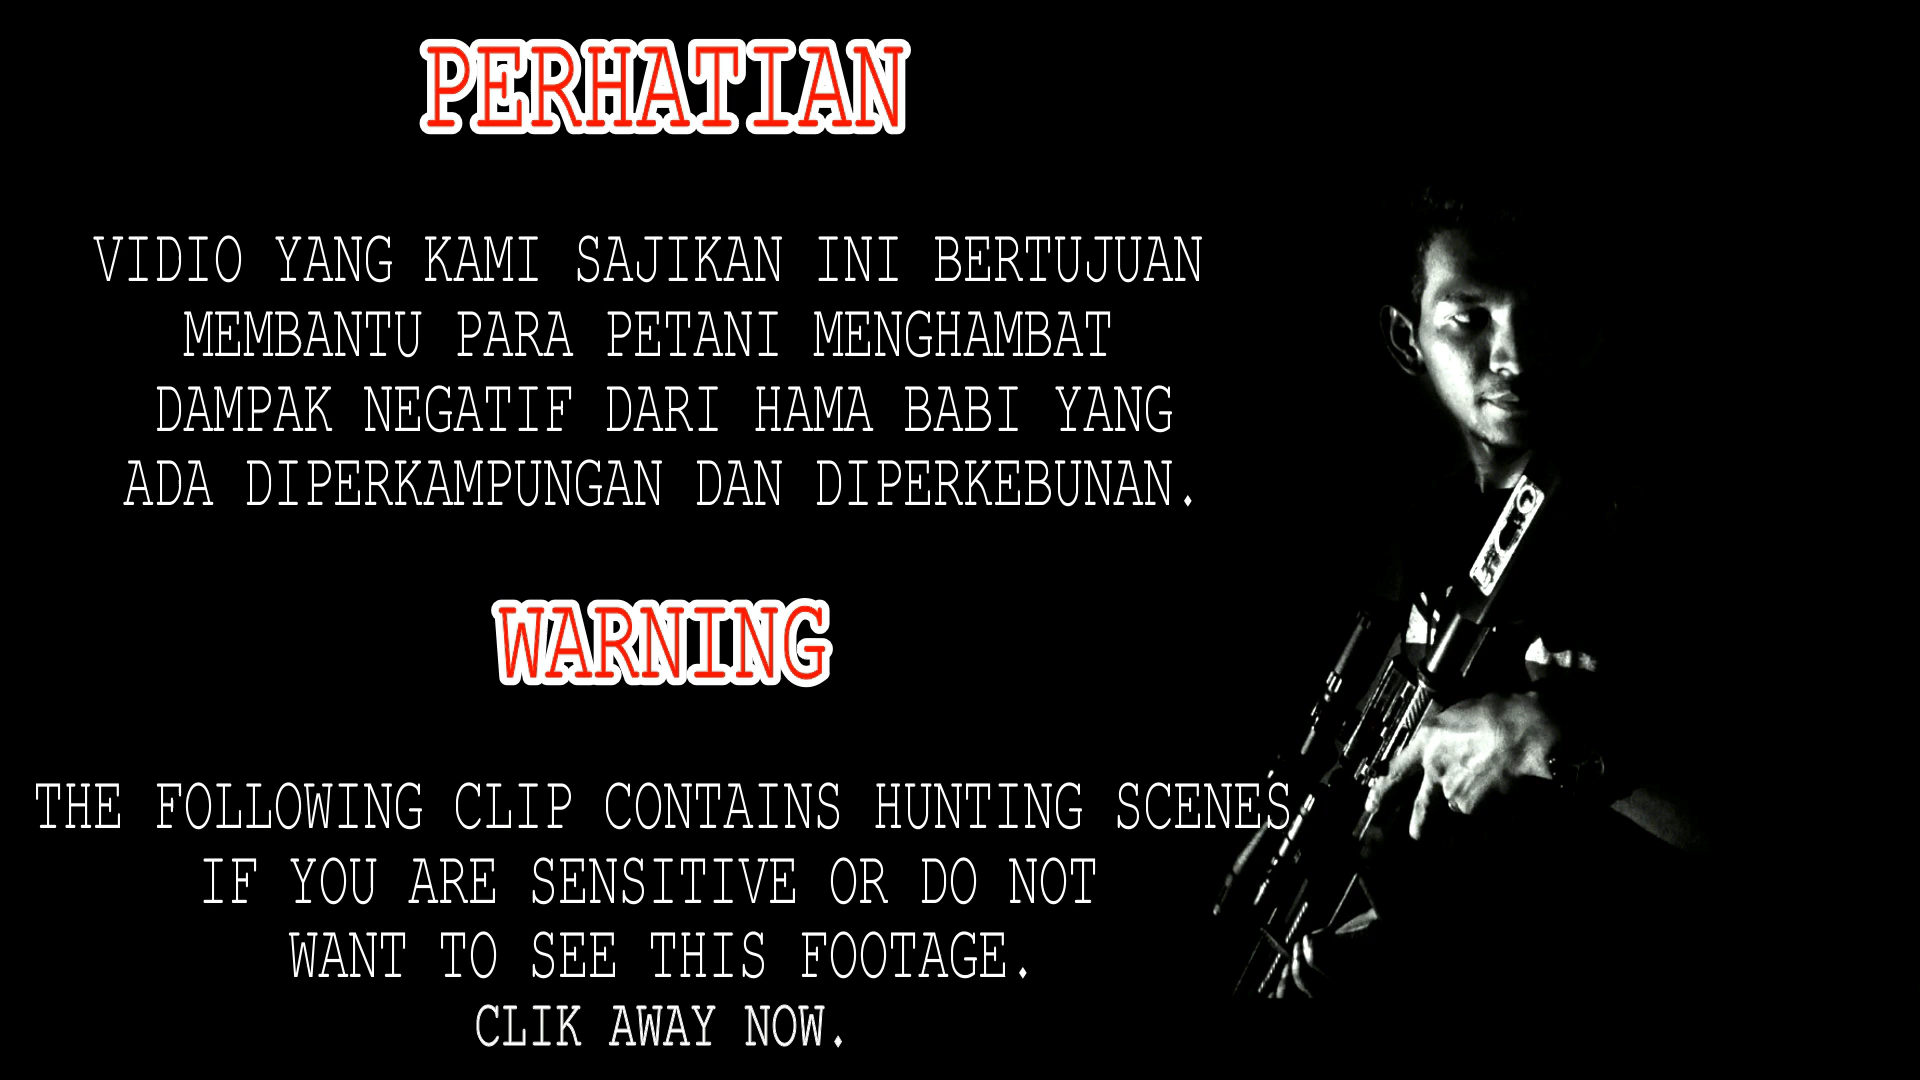 PERHATIAN
VIDIO YANG KAMI SAJIKAN INI BERTUJUAN
MEMBANTU PARA PETANI MENGHAMBAT
DAMPAK NEGATIF DARI HAMA BABI YANG
ADA DIPERKAMPUNGAN DAN DIPERKEBUNAN.
WARNING
THE FOLLOWING CLIP CONTAINS HUNTING SCENES
IF YOU ARE SENSITIVE OR DO NOT
WANT TO SEE THIS FOOTAGE.
CLIK AWAY NOW.